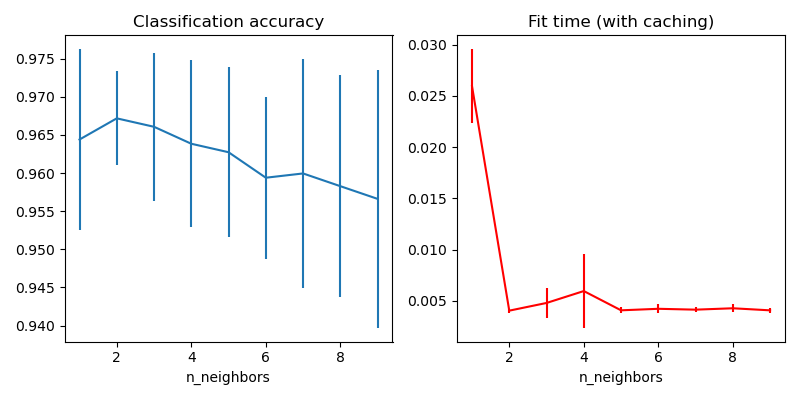 Classification accuracy
0.975
0.970
0.965
0.960
0.955
0.950
0.945
0.940
2 4 6 8
n_neighbors
Fit time (with caching)
0.030
0.025
0.020
0.015
0.010
0.005
2 4 6 8
n_neighbors